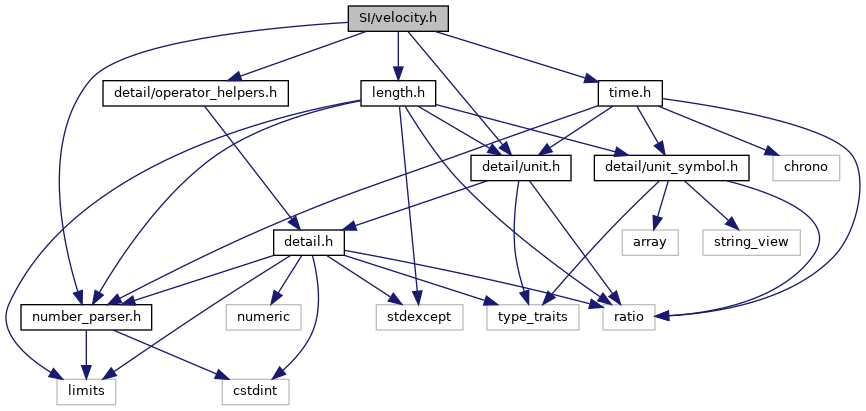 SI/velocity.h
detail/operator_helpers.h
length.h
time.h
detail/unit.h
detail/unit_symbol.h
chrono
detail.h
array
string_view
number_parser.h
numeric
stdexcept
type_traits
ratio
limits
cstdint